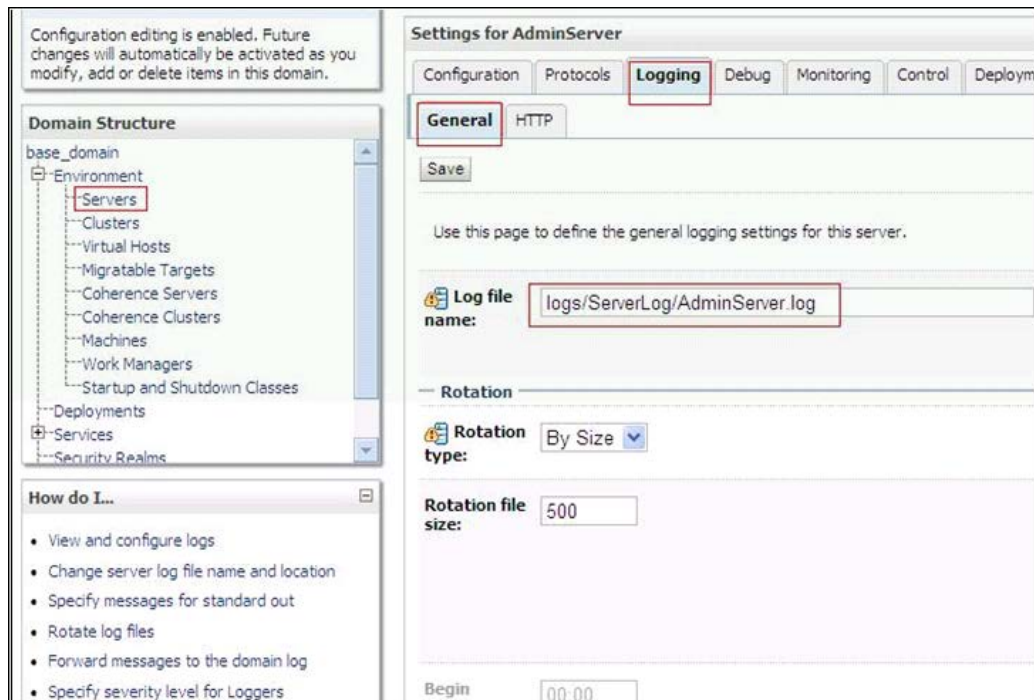 Configuration editing is enabled. Future
changes will automatically be activated as you
modify, add or delete items in this domain.
Domain Structure
base_domain
Environment
Servers
Clusters
Virtual Hosts
Migratable Targets
Coherence Servers
Coherence Clusters
Machines
Work Managers
Startup and Shutdown Classes
Deployments
Services
Security Realms
How do I...
View and configure logs
Change server log file name and location
Specify messages for standard out
Rotate log files
Forward messages to the domain log
Specify severity level for Loggers
Settings for AdminServer
Configuration Protocols Logging Debug Monitoring Control Deploym
General HTTP
Save
Use this page to define the general logging settings for this server.
Log file
name:
logs/ServerLog/AdminServer.log
Rotation
Rotation
type:
By Size
Rotation file
size:
500
Begin
00:00